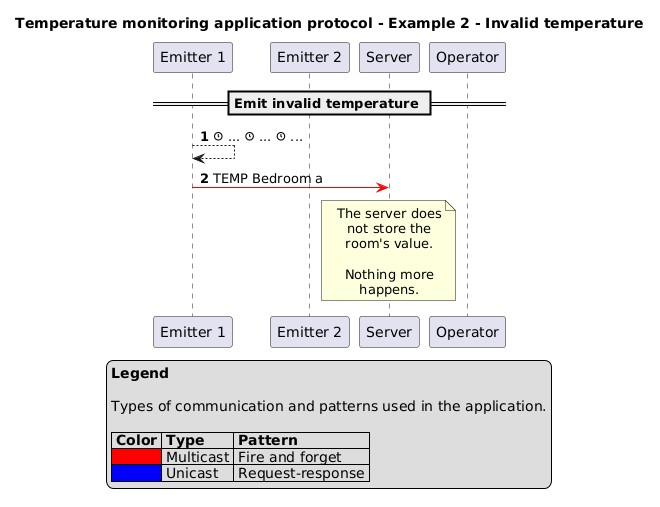 Temperature monitoring application protocol - Example 2 - Invalid temperature
Emitter 1 Emitter 2 Server Operator
Emit invalid temperature
1 🕒 ... 🕒 ... 🕒 ...
2 TEMP Bedroom a
The server does
not store the
room's value.
Nothing more
happens.
Emitter 1 Emitter 2 Server Operator
Legend
Types of communication and patterns used in the application.
Color Type Pattern
Multicast Fire and forget
Unicast Request-response